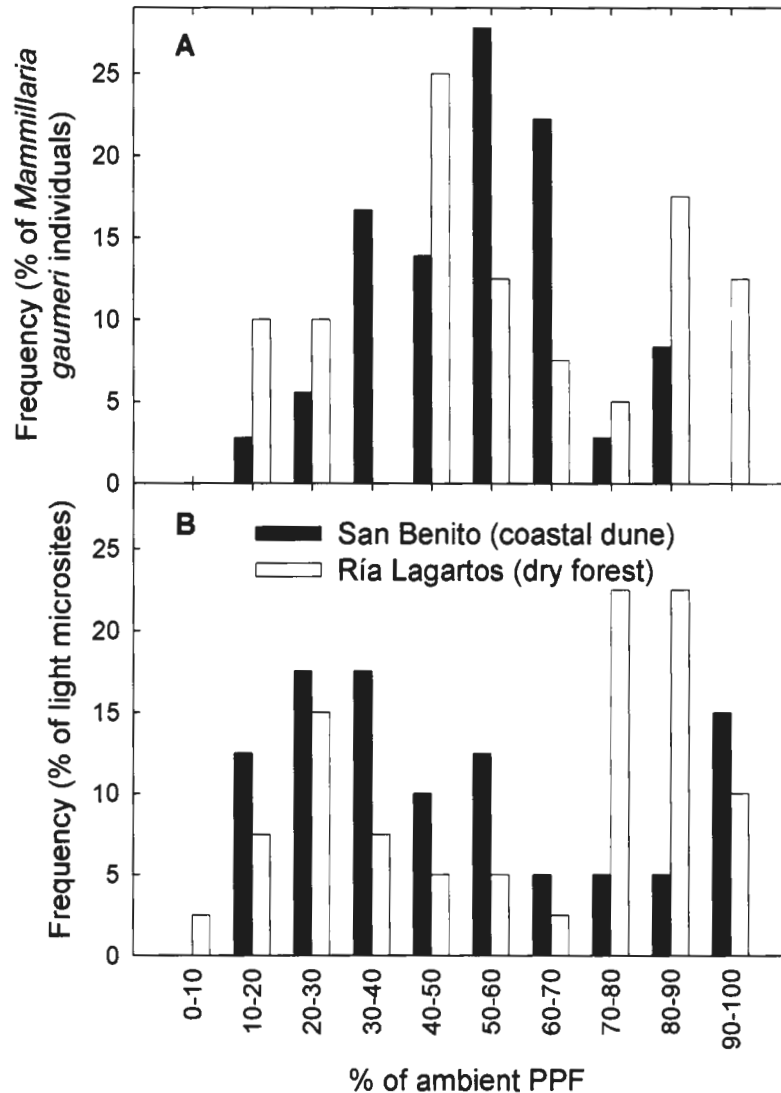 A
Frequency (% of Mammillaria
gaumeri individuals)
25
20
15
10
5
0
B
San Benito (coastal dune)
Ría Lagartos (dry forest)
Frequency (% of light microsites)
25
20
15
10
5
0
0-10
10-20
20-30
30-40
40-50
50-60
60-70
70-80
80-90
90-100
% of ambient PPF